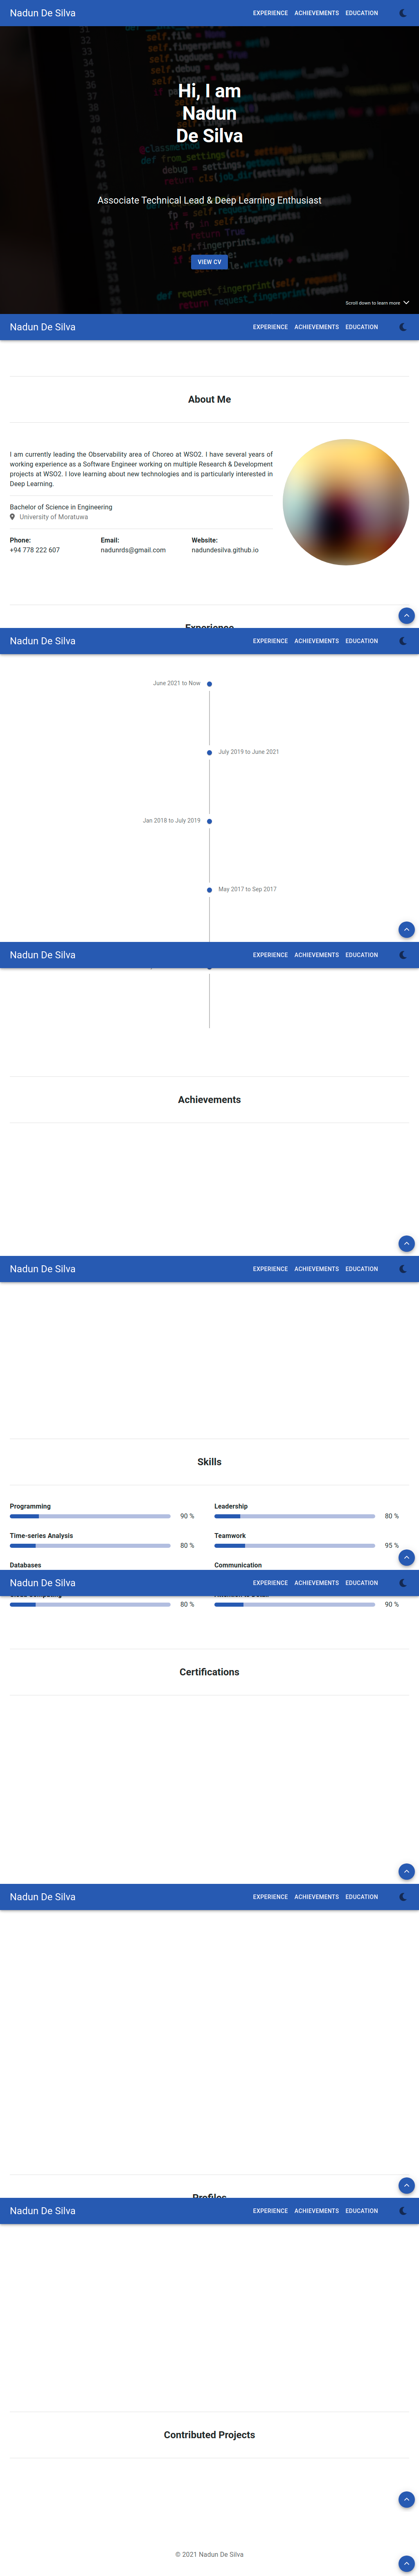 Nadun De Silva
EXPERIENCE ACHIEVEMENTS EDUCATION
Hi, I am
Nadun
De Silva
Associate Technical Lead & Deep Learning Enthusiast
VIEW CV
Scroll down to learn more
Nadun De Silva
EXPERIENCE ACHIEVEMENTS EDUCATION
About Me
I am currently leading the Observability area of Choreo at WSO2. I have several years of
working experience as a Software Engineer working on multiple Research & Development
projects at WSO2. I love learning about new technologies and is particularly interested in
Deep Learning.
Bachelor of Science in Engineering
University of Moratuwa
Phone: Email: Website:
+94 778 222 607 nadunrds@gmail.com nadundesilva.github.io
Experience
Nadun De Silva
EXPERIENCE ACHIEVEMENTS EDUCATION
June 2021 to Now
July 2019 to June 2021
Jan 2018 to July 2019
May 2017 to Sep 2017
Nadun De Silva
EXPERIENCE ACHIEVEMENTS EDUCATION
Achievements
Nadun De Silva
EXPERIENCE ACHIEVEMENTS EDUCATION
Skills
Programming Leadership
90 % 80 %
Time-series Analysis Teamwork
80 % 95 %
Databases Communication
Nadun De Silva
EXPERIENCE ACHIEVEMENTS EDUCATION
80 % 90 %
Certifications
Nadun De Silva
EXPERIENCE ACHIEVEMENTS EDUCATION
Profiles
Nadun De Silva
EXPERIENCE ACHIEVEMENTS EDUCATION
Contributed Projects
© 2021 Nadun De Silva